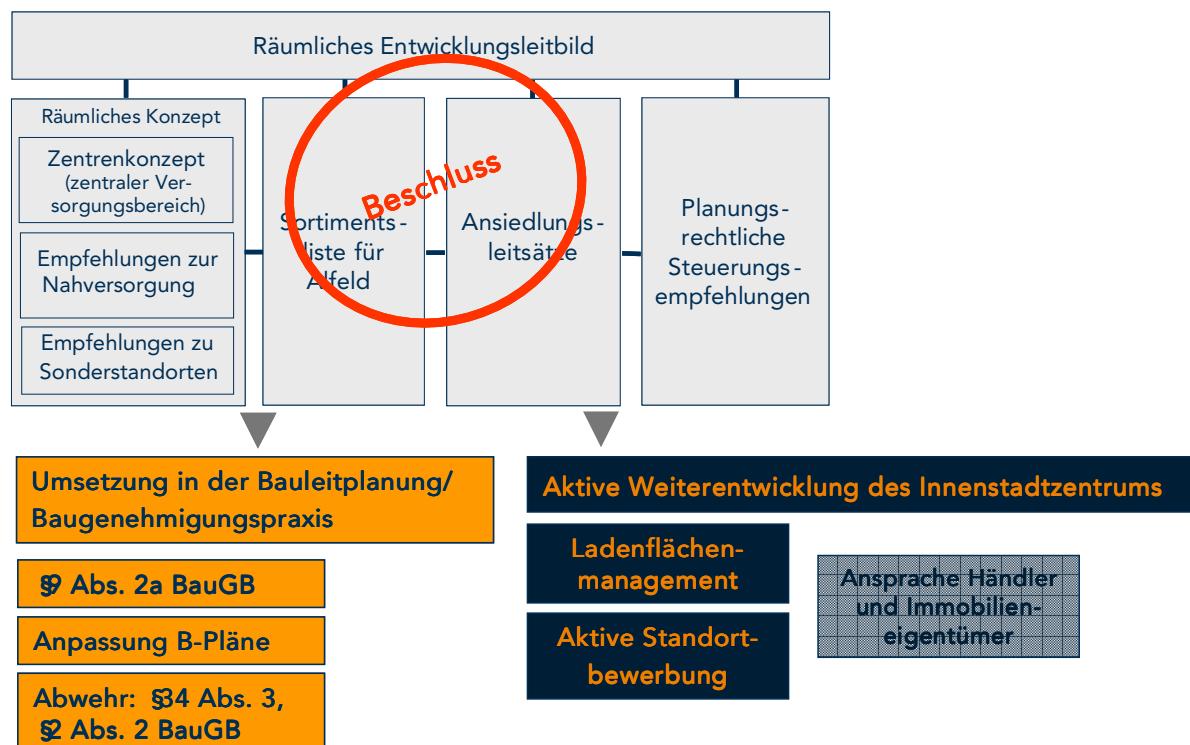 Räumliches Entwicklungsleitbild
Räumliches Konzept
Zentrenkonzept
(zentraler Ver-
sorgungsbereich)
Empfehlungen zur
Nahversorgung
Empfehlungen zu
Sonderstandorten
Sortiments-
liste für
Alfeld
Beschluss
Ansiedlungs-
leitsätze
Planungs-
rechtliche
Steuerungs-
empfehlungen
Umsetzung in der Bauleitplanung/
Baugenehmigungspraxis
§9 Abs. 2a BauGB
Anpassung B-Pläne
Abwehr: §34 Abs. 3,
§2 Abs. 2 BauGB
Aktive Weiterentwicklung des Innenstadtzentrums
Ladenflächen-
management
Aktive Standort-
bewerbung
Ansprache Händler
und Immobilien-
eigentümer